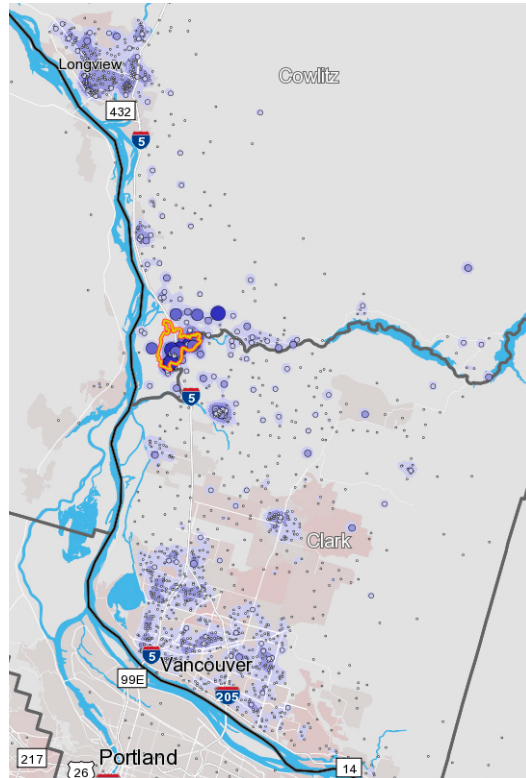 Longview
Cowlitz
432
5
5
Clark
5
Vancouver
99E
205
Portland
217
26
14